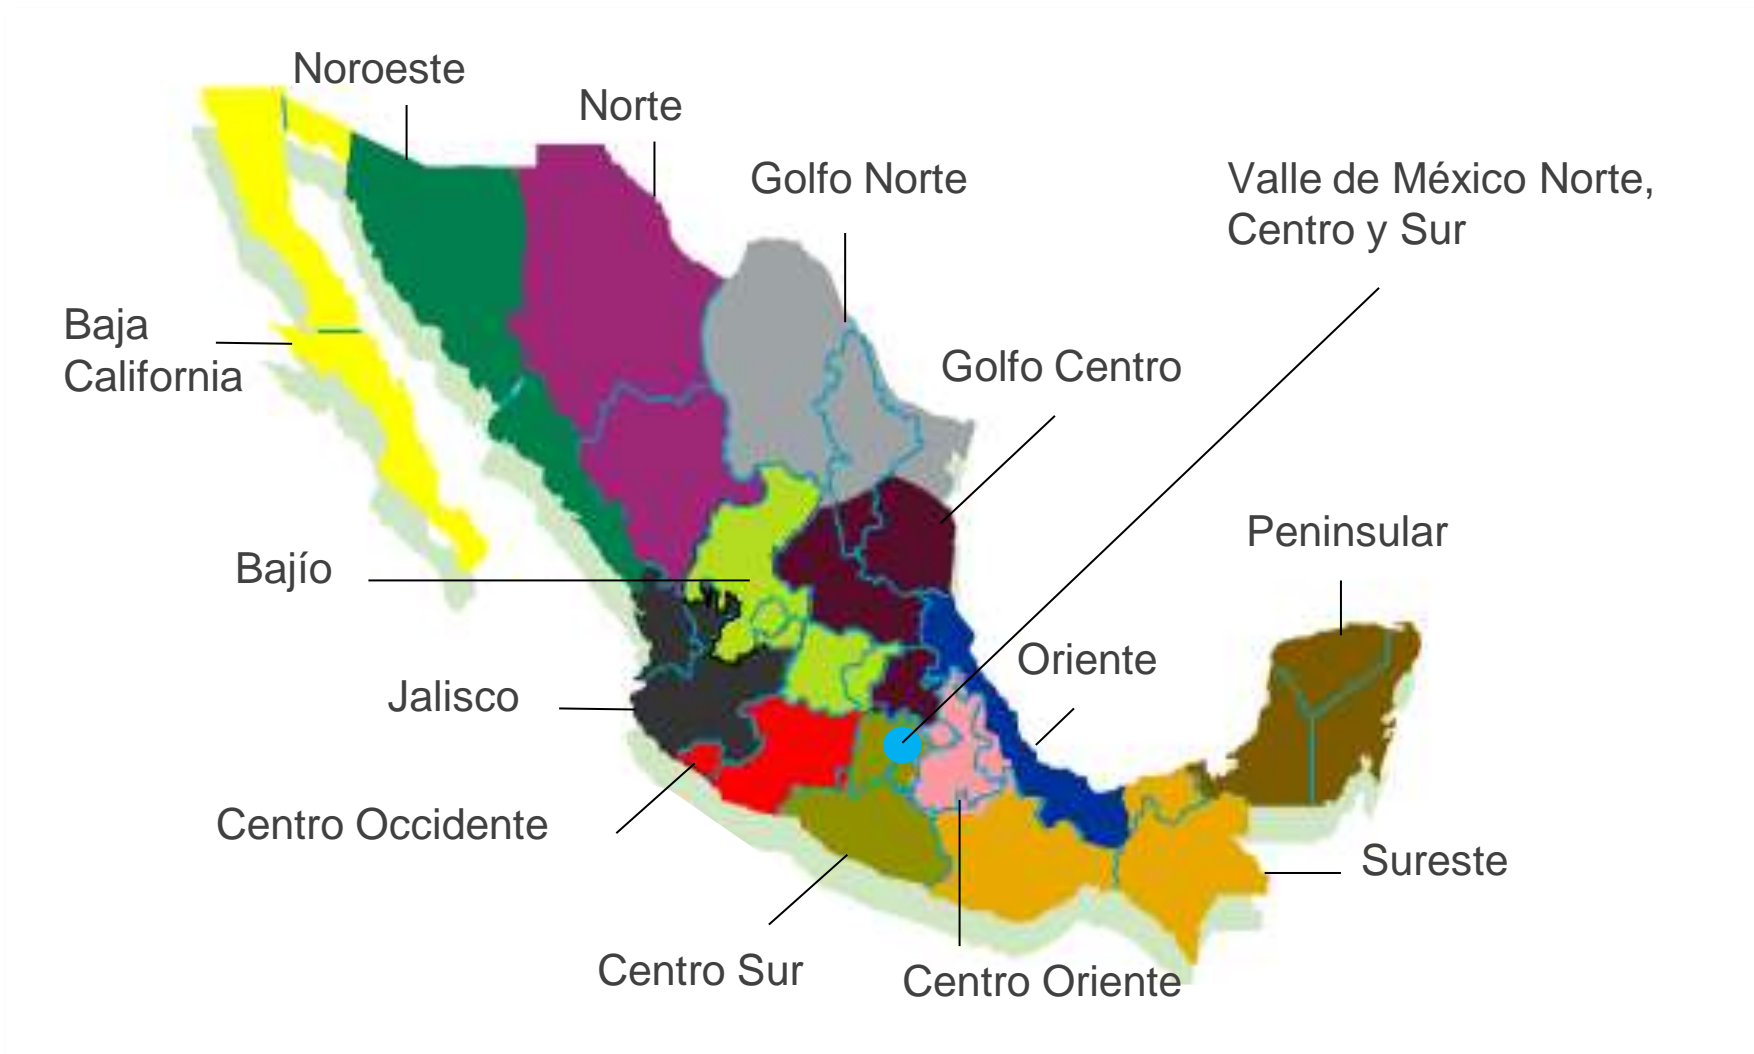 Noroeste
Norte
Golfo Norte
Valle de México Norte,
Centro y Sur
Baja
California
Golfo Centro
Peninsular
Bajío
Oriente
Jalisco
Centro Occidente
Sureste
Centro Sur
Centro Oriente